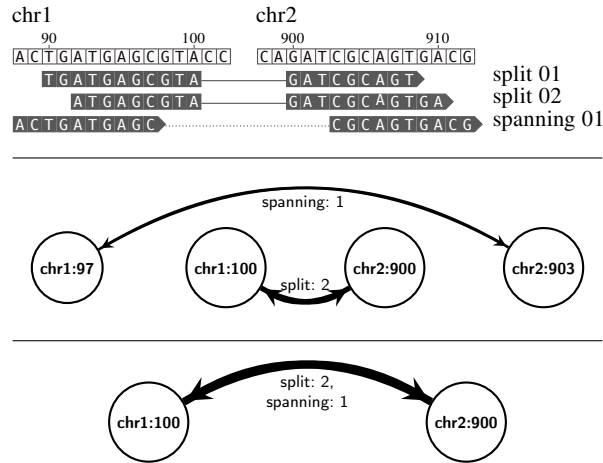 chr1 chr2
90 100 900 910
ACTGATGAGCGTACC CAGATCGCAGTGACG
TGATGAGCGTA GATCGCAGT split 01
ATGAGCGTA GATCGCAGTGA split 02
ACTGATGAGC CGCAGTGACG spanning 01
spanning: 1
chr1:97 chr1:100 chr2:900 chr2:903
split: 2
split: 2,
spanning: 1
chr1:100 chr2:900